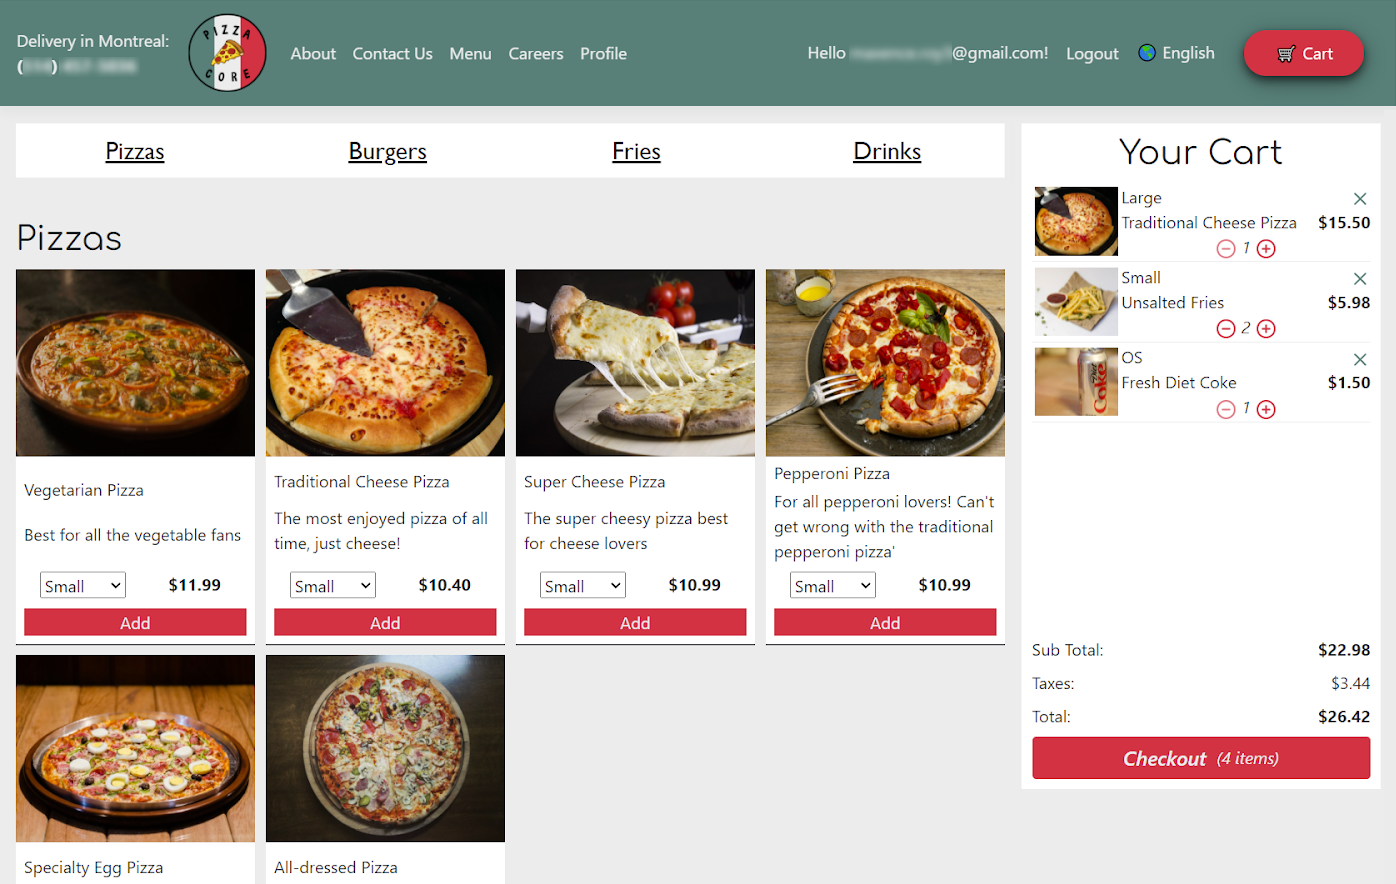 Delivery in Montreal:
PIZZA
CORE
About
Contact Us
Menu
Careers
Profile
Hello @gmail.com!
Logout
English
Cart
Pizzas
Burgers
Fries
Drinks
Pizzas
Vegetarian Pizza
Best for all the vegetable fans
Small
$11.99
Add
Traditional Cheese Pizza
The most enjoyed pizza of all
time, just cheese!
Small
$10.40
Add
Super Cheese Pizza
The super cheesy pizza best
for cheese lovers
Small
$10.99
Add
Pepperoni Pizza
For all pepperoni lovers! Can't
get wrong with the traditional
pepperoni pizza'
Small
$10.99
Add
Specialty Egg Pizza
All-dressed Pizza
Your Cart
Large
Traditional Cheese Pizza
$15.50
1
Small
Unsalted Fries
$5.98
2
OS
Fresh Diet Coke
$1.50
1
Diet
Coke
Sub Total:
$22.98
Taxes:
$3.44
Total:
$26.42
Checkout (4 items)